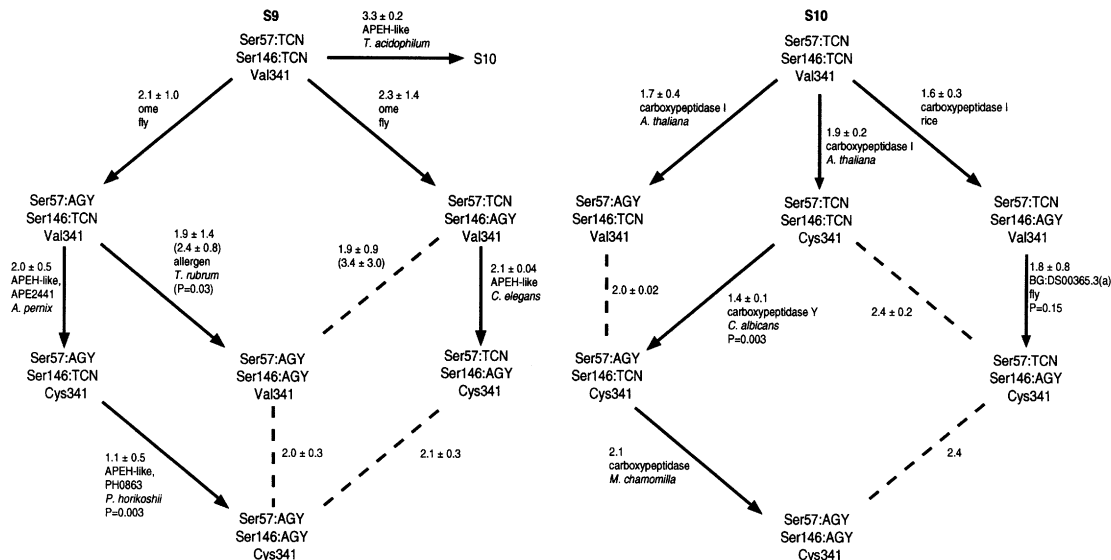 S9
Ser57:TCN
Ser146:TCN
Val341
3.3 ± 0.2
APEH-like
T. acidophilum
S10
2.1 ± 1.0
ome
fly
2.3 ± 1.4
ome
fly
Ser57:AGY
Ser146:TCN
Val341
Ser57:TCN
Ser146:AGY
Val341
2.0 ± 0.5
APEH-like,
APE2441
A. pernix
1.9 ± 1.4
(2.4 ± 0.8)
allergen
T. rubrum
(P=0.03)
1.9 ± 0.9
(3.4 ± 3.0)
2.1 ± 0.04
APEH-like
C. elegans
Ser57:AGY
Ser146:TCN
Cys341
Ser57:AGY
Ser146:AGY
Val341
Ser57:TCN
Ser146:AGY
Cys341
1.1 ± 0.5
APEH-like,
PH0863
P. horikoshii
P=0.003
2.0 ± 0.3
2.1 ± 0.3
Ser57:AGY
Ser146:AGY
Cys341
S10
Ser57:TCN
Ser146:TCN
Val341
1.7 ± 0.4
carboxypeptidase I
A. thaliana
1.9 ± 0.2
carboxypeptidase I
A. thaliana
1.6 ± 0.3
carboxypeptidase I
rice
Ser57:AGY
Ser146:TCN
Val341
Ser57:TCN
Ser146:TCN
Cys341
Ser57:TCN
Ser146:AGY
Val341
2.0 ± 0.02
1.4 ± 0.1
carboxypeptidase Y
C. albicans
P=0.003
2.4 ± 0.2
1.8 ± 0.8
BG:DS00365.3(a)
fly
P=0.15
Ser57:AGY
Ser146:TCN
Cys341
Ser57:TCN
Ser146:AGY
Cys341
2.1
carboxypeptidase
M. chamomilla
2.4
Ser57:AGY
Ser146:AGY
Cys341